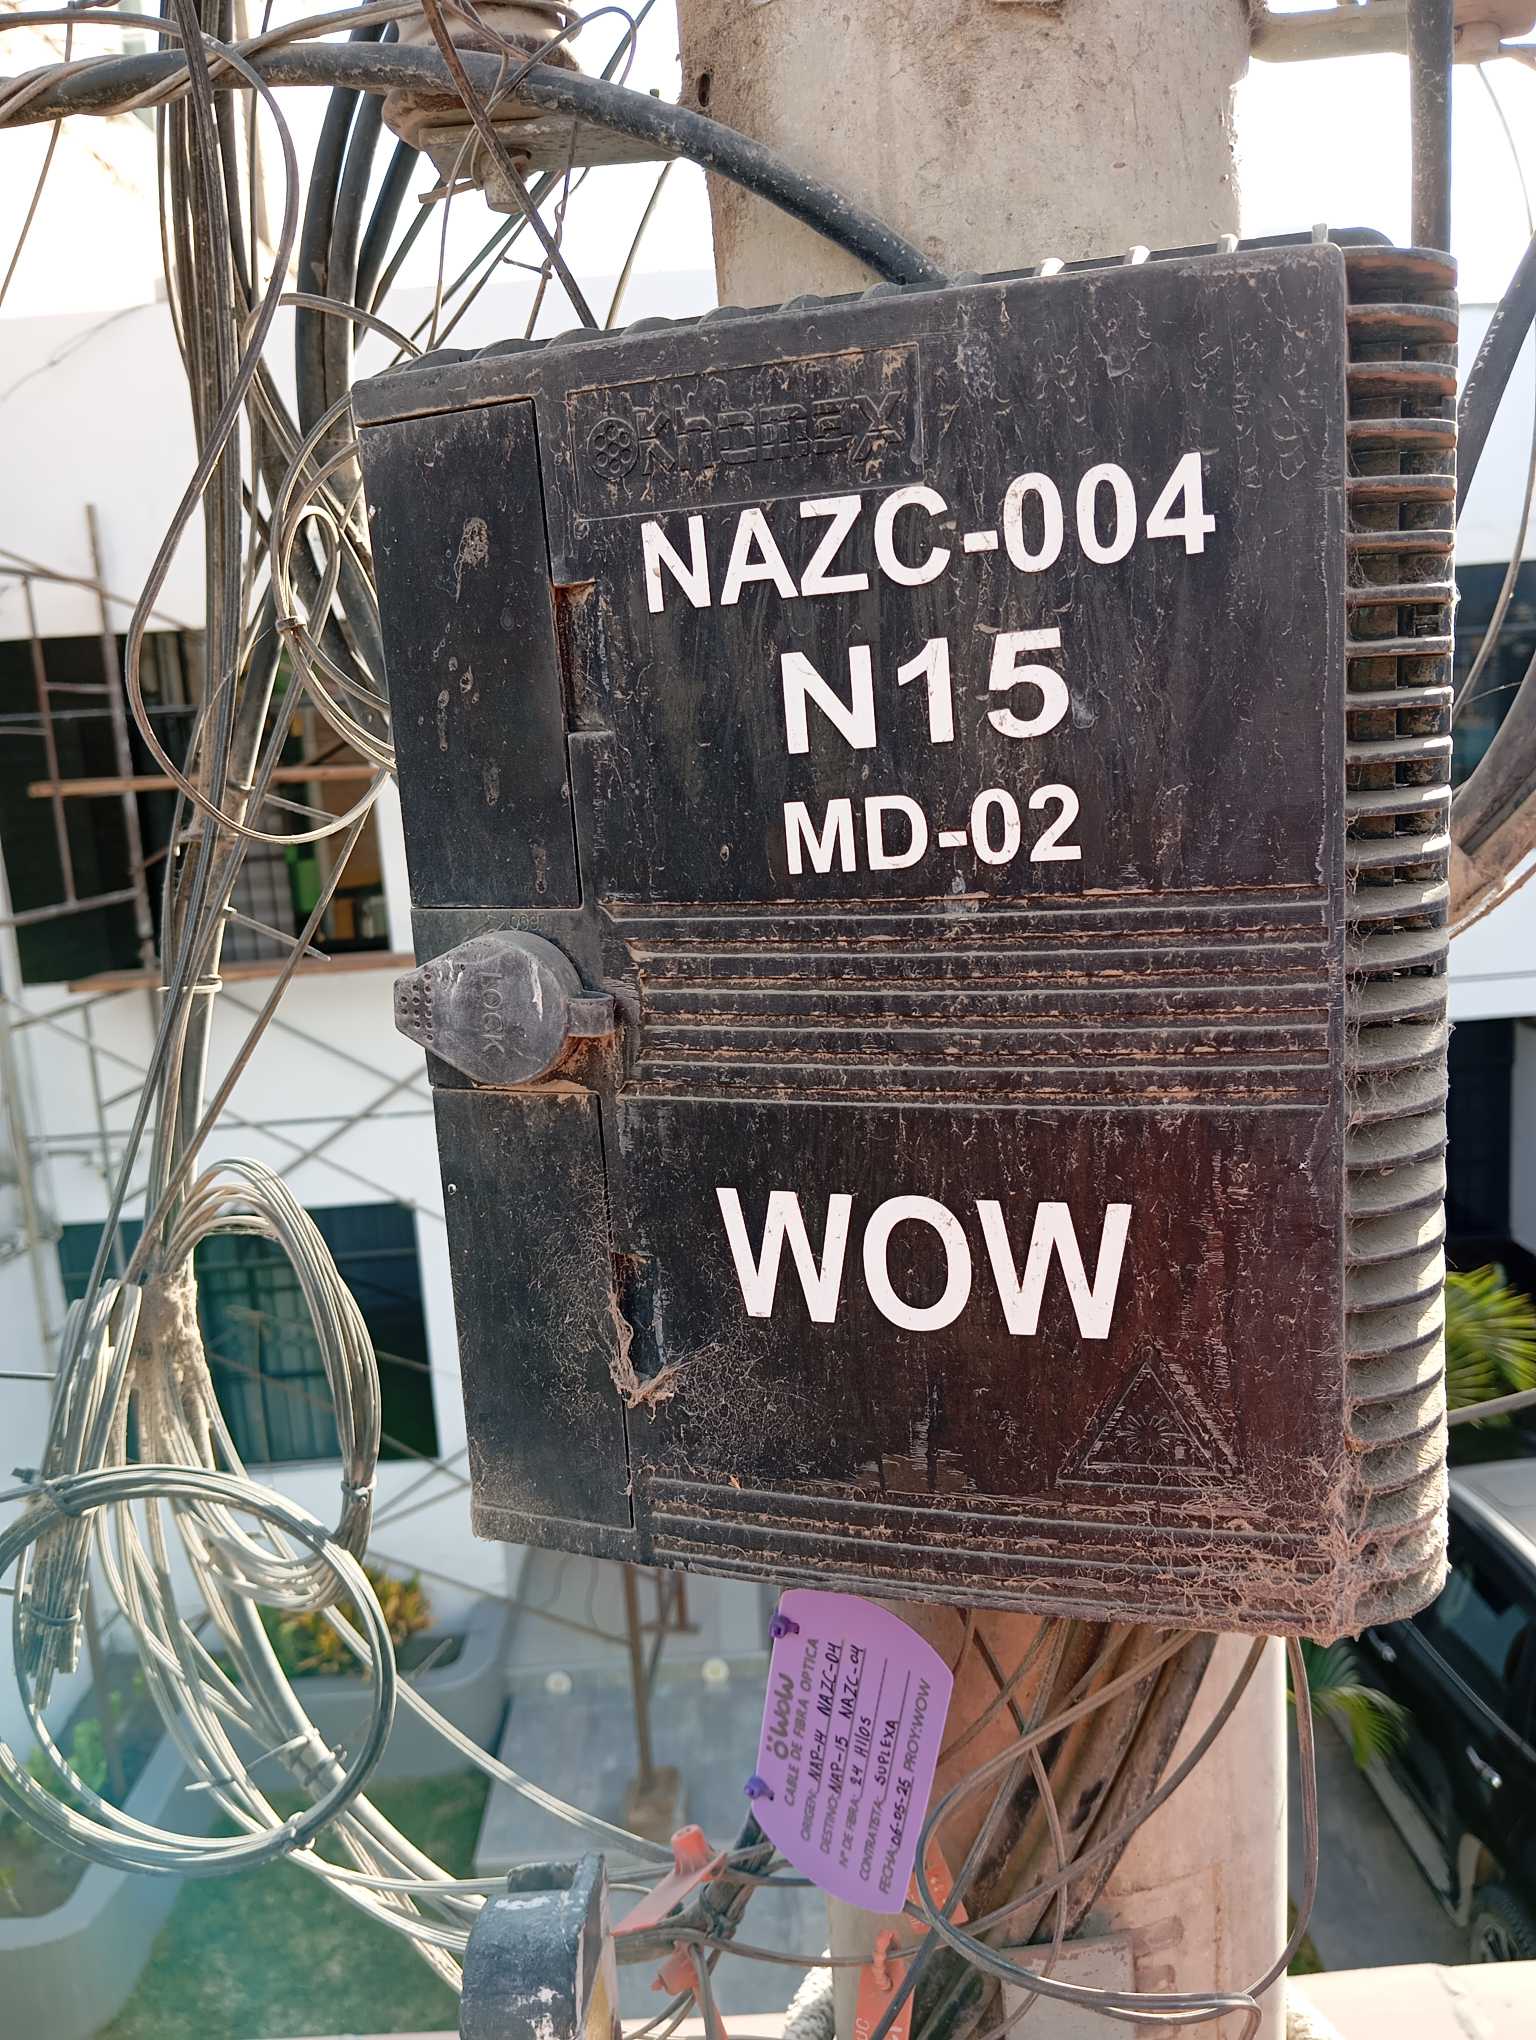 KhomEX
NAZC-004
N15
MD-02
LOCK
WOW
WOW
CABLE DE FIBRA OPTICA
ORIGEN: NAP-14 NAZC-04
DESTINO: NAP-15 NAZC-04
N° DE FIBRA: 24 HIlOS
CONTRATISTA: SUPLEXA
FECHA: 06-05-25 PROY:WOW